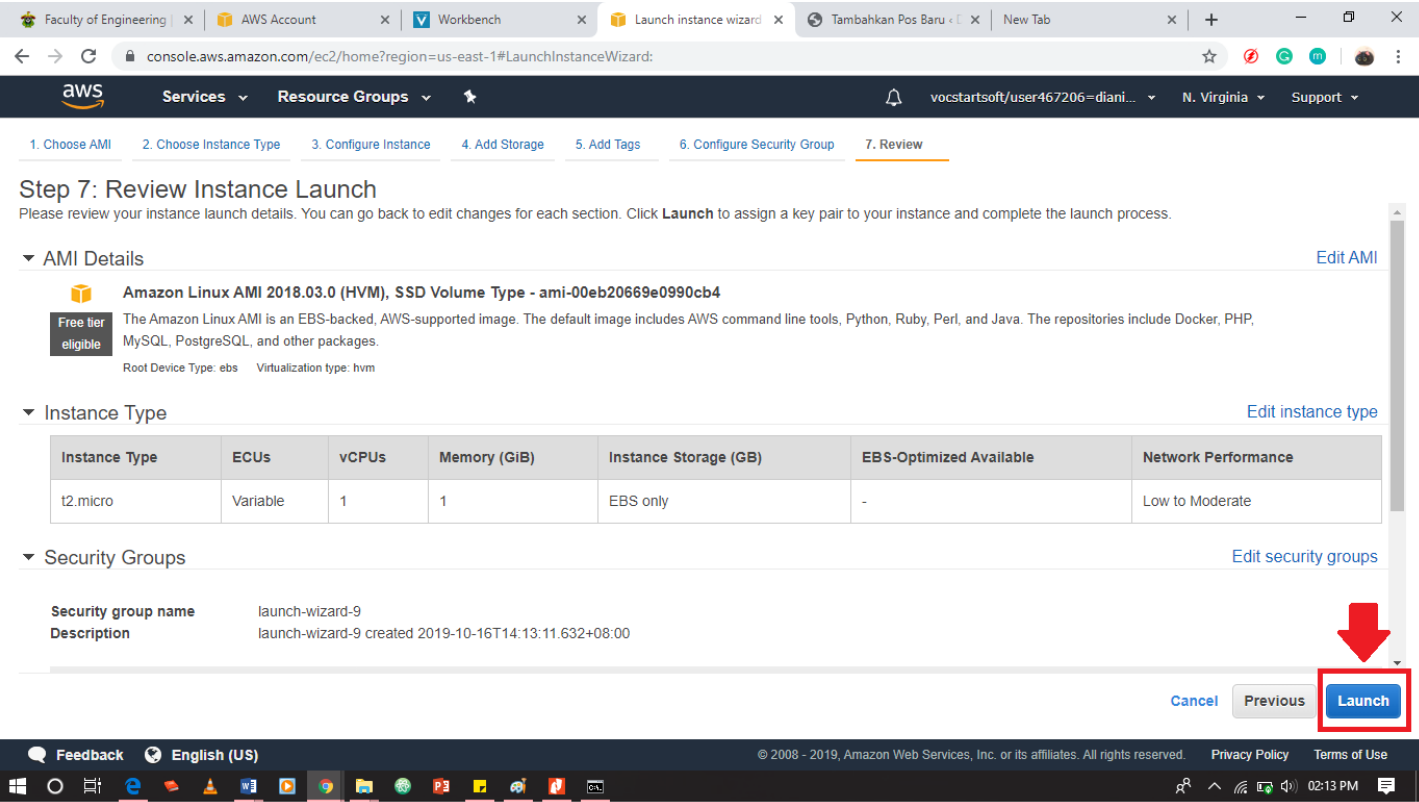 Faculty of Engineering |
AWS Account
Workbench
Launch instance wizard
Tambahkan Pos Baru ‹
New Tab
console.aws.amazon.com/ec2/home?region=us-east-1#LaunchInstanceWizard:
aws
Services
Resource Groups
vocstartsoft/user467206=diani...
N. Virginia
Support
1. Choose AMI
2. Choose Instance Type
3. Configure Instance
4. Add Storage
5. Add Tags
6. Configure Security Group
7. Review
Step 7: Review Instance Launch
Please review your instance launch details. You can go back to edit changes for each section. Click Launch to assign a key pair to your instance and complete the launch process.
AMI Details
Edit AMI
Amazon Linux AMI 2018.03.0 (HVM), SSD Volume Type - ami-00eb20669e0990cb4
Free tier
eligible
The Amazon Linux AMI is an EBS-backed, AWS-supported image. The default image includes AWS command line tools, Python, Ruby, Perl, and Java. The repositories include Docker, PHP,
MySQL, PostgreSQL, and other packages.
Root Device Type: ebs Virtualization type: hvm
Instance Type
Edit instance type
Instance Type ECUs vCPUs Memory (GiB) Instance Storage (GB) EBS-Optimized Available Network Performance
t2.micro Variable 1 1 EBS only - Low to Moderate
Security Groups
Edit security groups
Security group name launch-wizard-9
Description launch-wizard-9 created 2019-10-16T14:13:11.632+08:00
Cancel Previous Launch
Feedback
English (US)
© 2008 - 2019, Amazon Web Services, Inc. or its affiliates. All rights reserved.
Privacy Policy
Terms of Use
02:13 PM